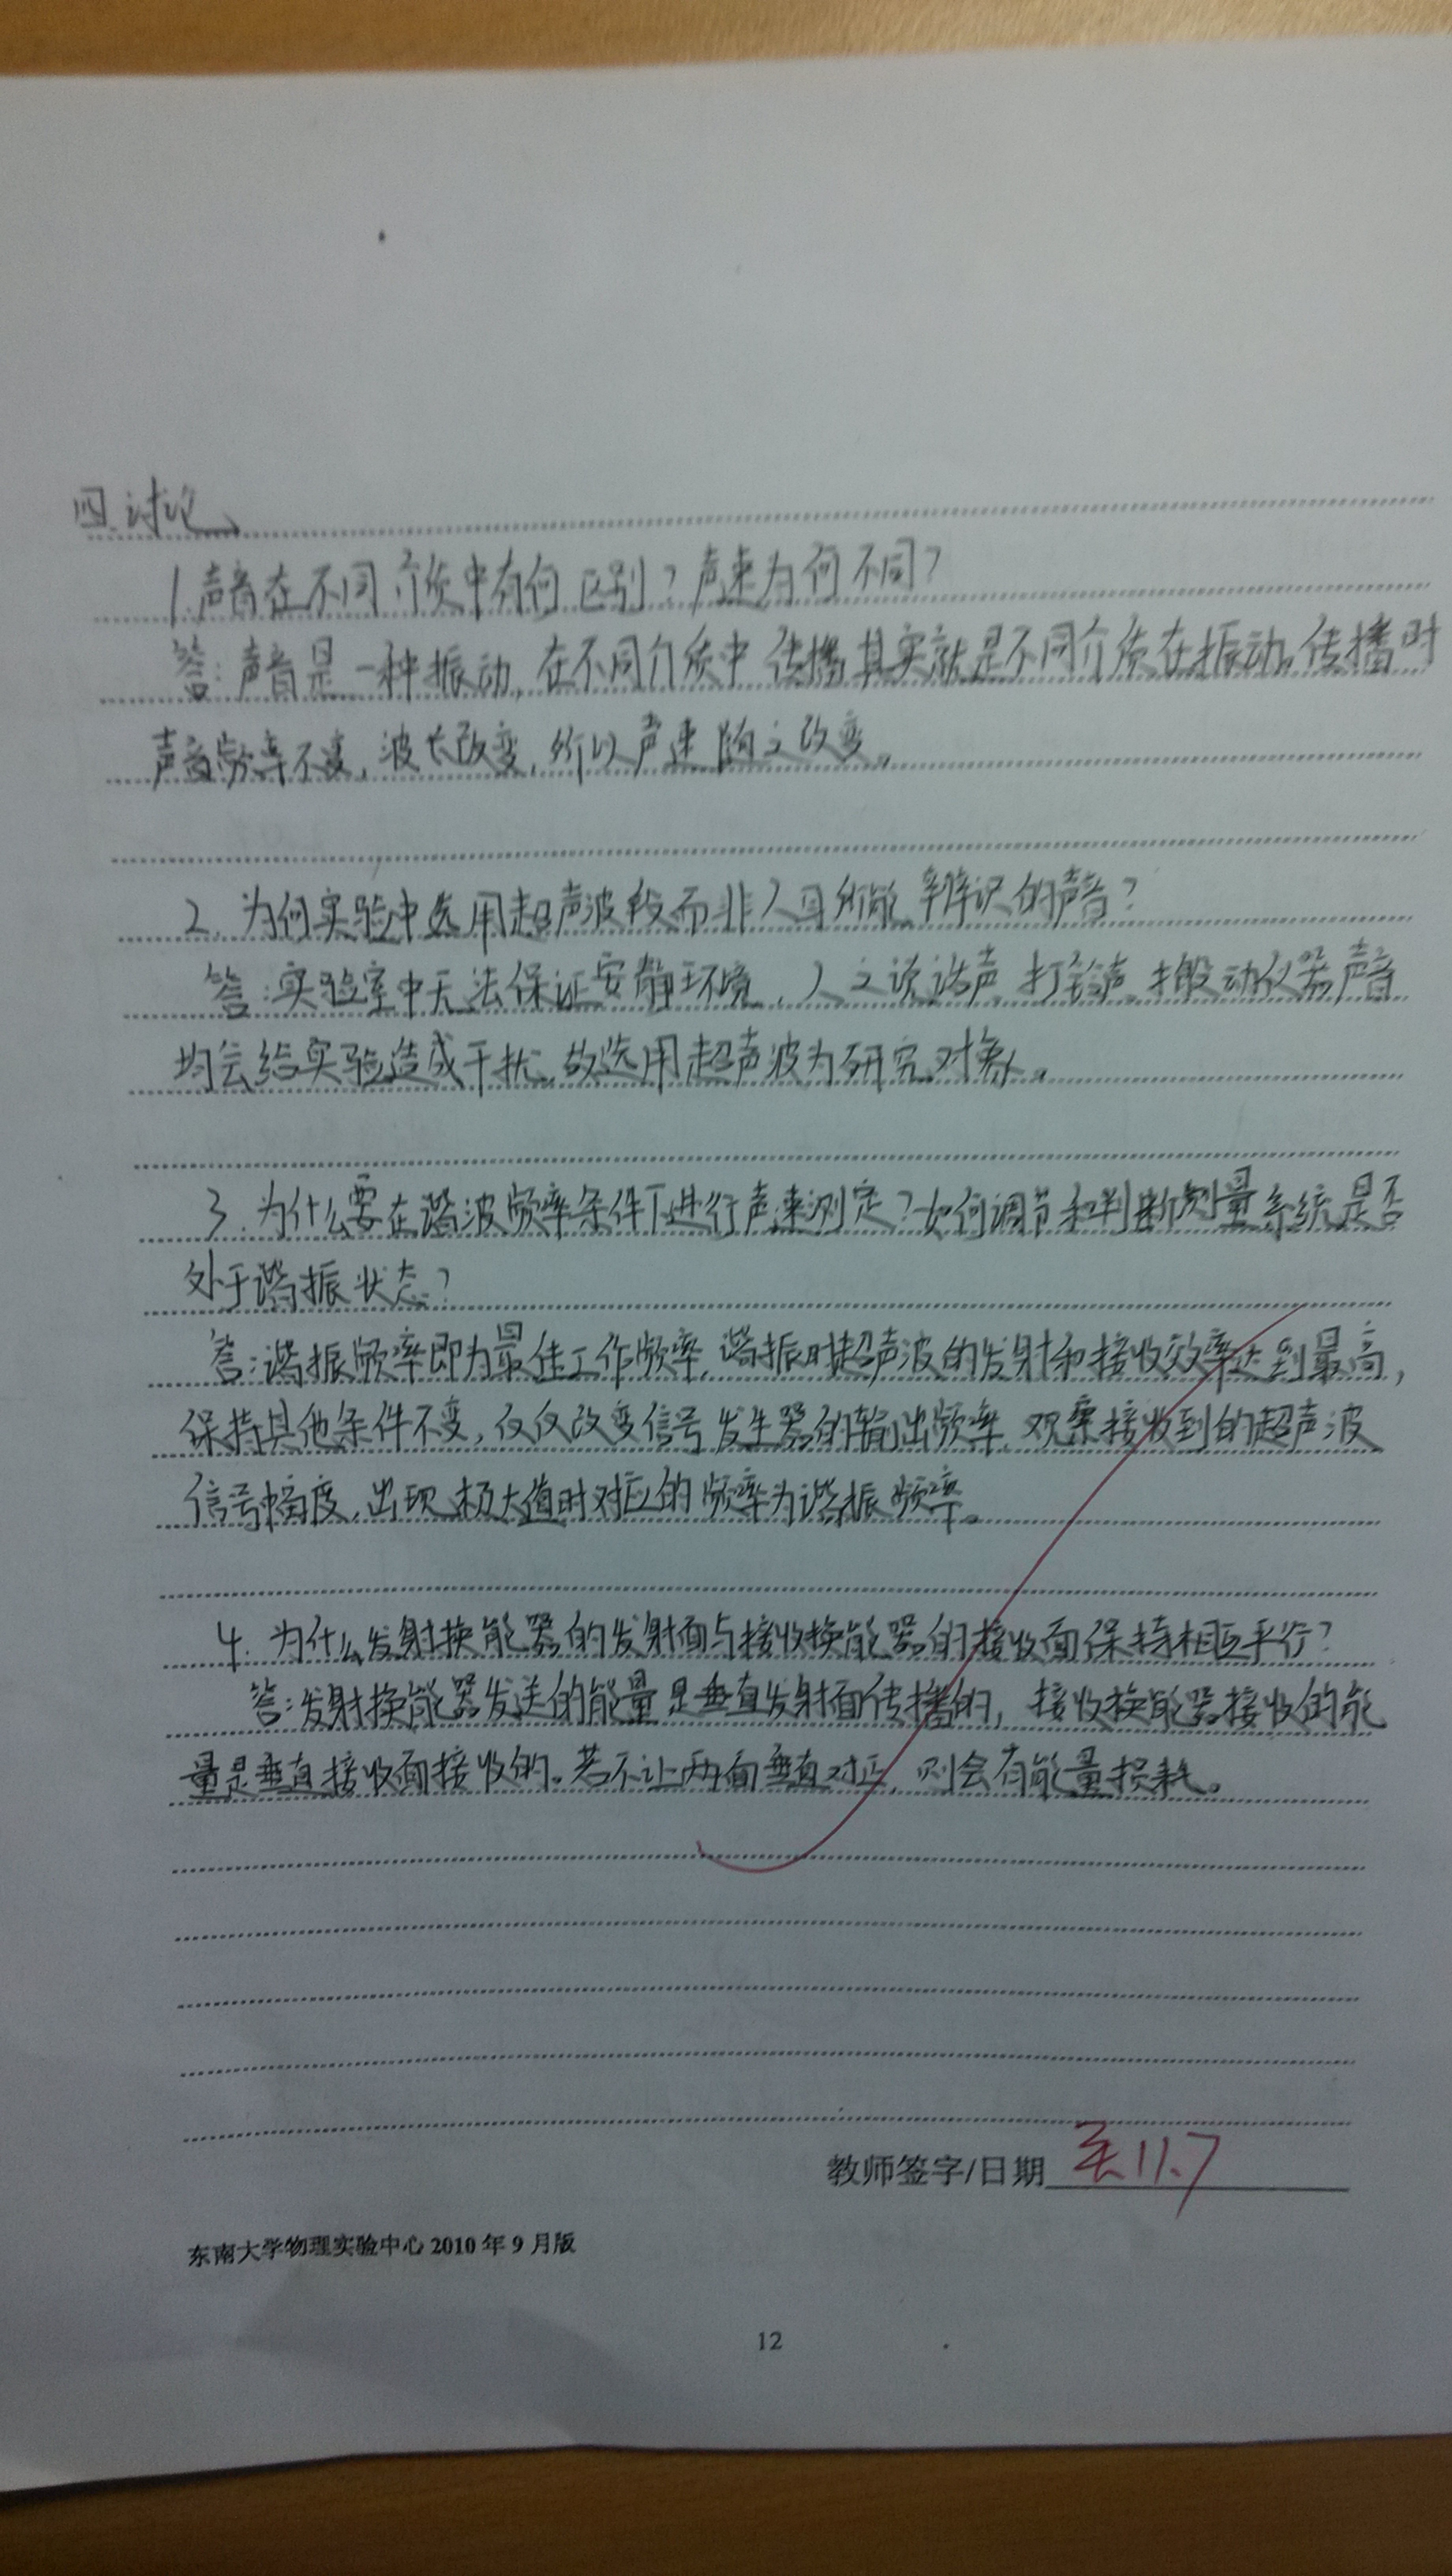 四.讨论
1.声音在不同介质中有何区别?声速为何不同?
答:声音是一种振动,在不同介质中传播其实就是不同介质在振动。传播时
声音频率不变,波长改变,所以声速随之改变。
2.为何实验中选用超声波段而非人耳所能辨识的声音?
答:实验室中无法保证安静环境,人之谈话声,打铃声,搬动仪器声音
均会给实验造成干扰,故选用超声波为研究对象。
3.为什么要在谐波频率条件下进行声速测定?如何调节和判断测量系统是否
处于谐振状态?
答:谐振频率即为最佳工作频率,谐振时超声波的发射和接收效率达到最高,
保持其他条件不变,仅仅改变信号发生器的输出频率,观察接收到的超声波
信号幅度,出现极大值时对应的频率为谐振频率。
4.为什么发射换能器的发射面与接收换能器的接收面保持相互平行?
答:发射换能器发送的能量是垂直发射面传播的,接收换能器接收的能
量是垂直接收面接收的。若不让两面垂直对正,则会有能量损耗。
教师签字/日期 11.7
东南大学物理实验中心 2010 年 9 月版
12